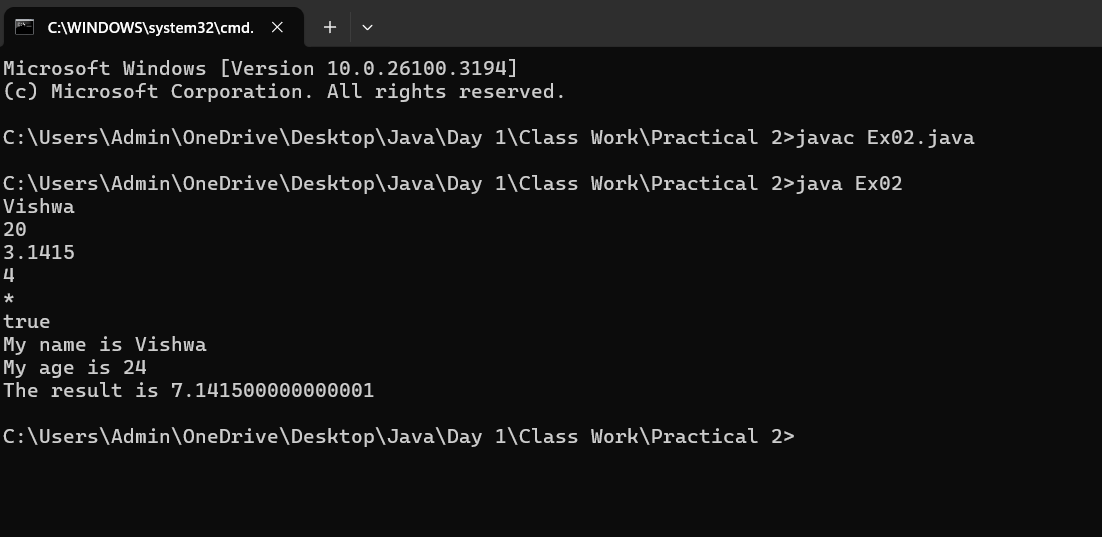 C:\WINDOWS\system32\cmd.
Microsoft Windows [Version 10.0.26100.3194]
(c) Microsoft Corporation. All rights reserved.
C:\Users\Admin\OneDrive\Desktop\Java\Day 1\Class Work\Practical 2>javac Ex02.java
C:\Users\Admin\OneDrive\Desktop\Java\Day 1\Class Work\Practical 2>java Ex02
Vishwa
20
3.1415
4
*
true
My name is Vishwa
My age is 24
The result is 7.141500000000001
C:\Users\Admin\OneDrive\Desktop\Java\Day 1\Class Work\Practical 2>